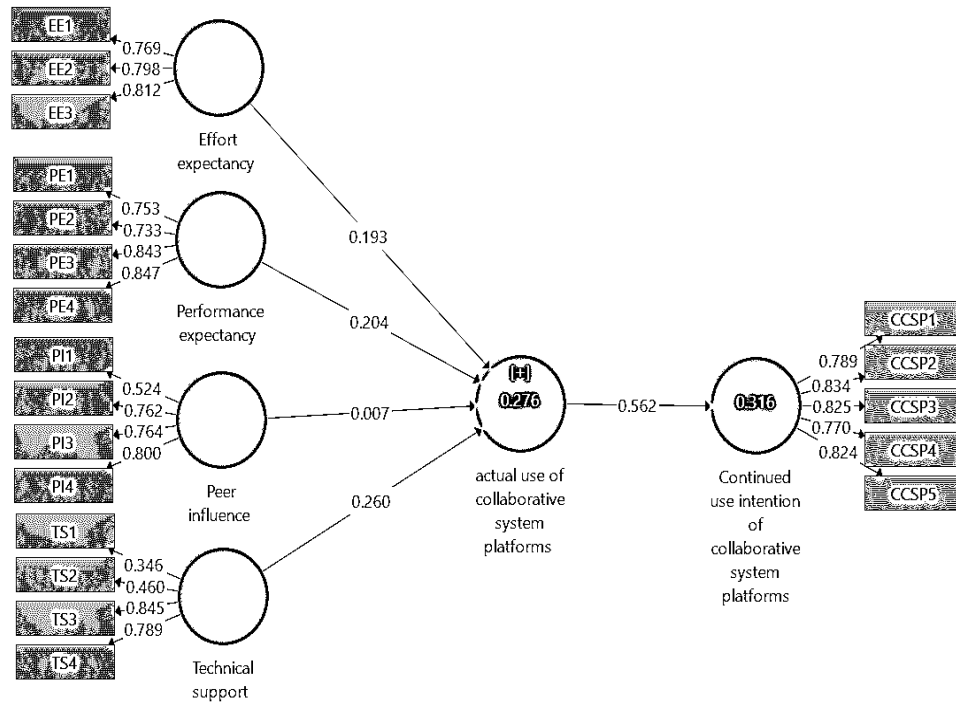 EE1
0.769
EE2
0.798
0.812
EE3
Effort
expectancy
PE1
0.753
PE2
0.733
PE3
0.843
0.847
PE4
Performance
expectancy
PI1
0.524
PI2
0.762
PI3
0.764
0.800
PI4
Peer
influence
TS1
0.346
TS2
0.460
TS3
0.845
0.789
TS4
Technical
support
0.193
0.204
0.007
0.260
[+]
0.276
actual use of
collaborative
system
platforms
0.562
0.316
Continued
use intention
of
collaborative
system
platforms
CCSP1
0.789
CCSP2
0.834
CCSP3
0.825
0.770
CCSP4
0.824
CCSP5